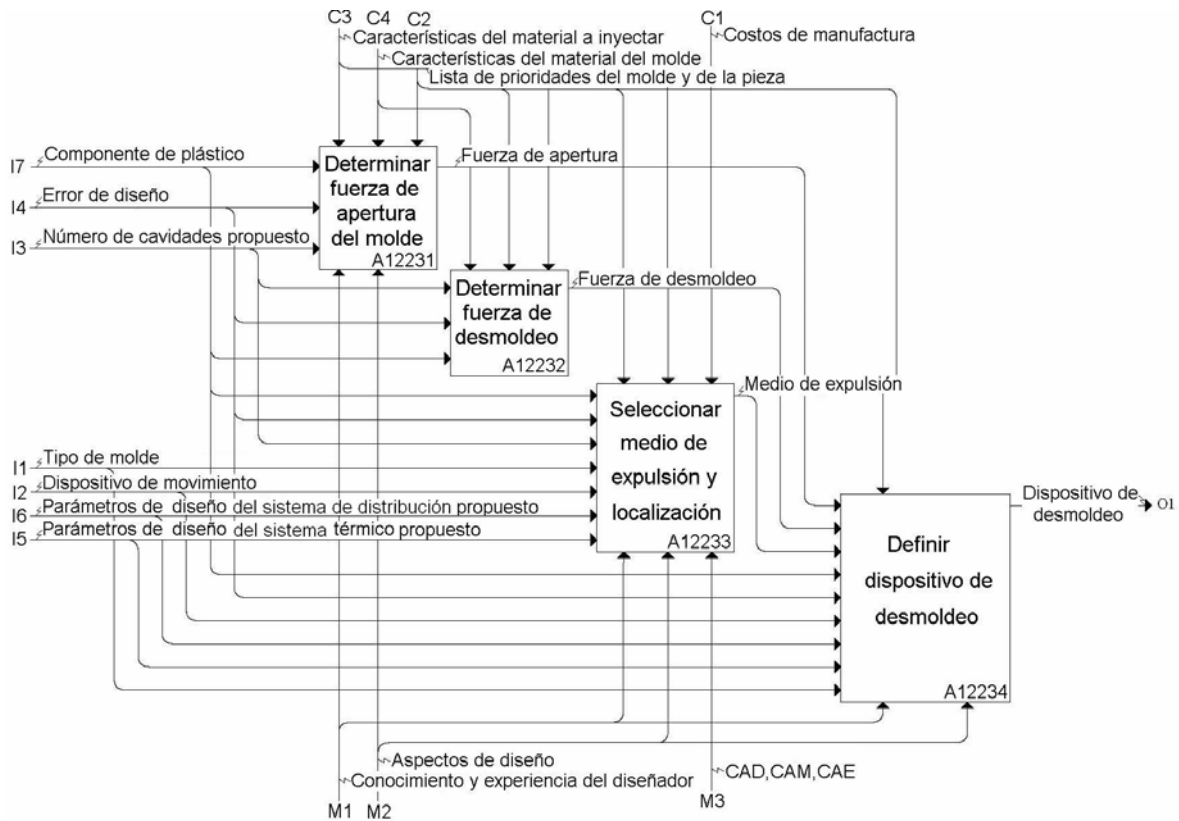 C3 C4 C2 C1
Características del material a inyectar
Costos de manufactura
Características del material del molde
Lista de prioridades del molde y de la pieza
I7 Componente de plástico
I4 Error de diseño
I3 Número de cavidades propuesto
Determinar
fuerza de
apertura
del molde
A12231
Fuerza de apertura
Determinar
fuerza de
desmoldeo
A12232
Fuerza de desmoldeo
Seleccionar
medio de
expulsión y
localización
A12233
Medio de expulsión
I1 Tipo de molde
I2 Dispositivo de movimiento
I6 Parámetros de diseño del sistema de distribución propuesto
I5 Parámetros de diseño del sistema térmico propuesto
Definir
dispositivo de
desmoldeo
A12234
Dispositivo de
desmoldeo
O1
Aspectos de diseño
Conocimiento y experiencia del diseñador
CAD,CAM,CAE
M1 M2 M3